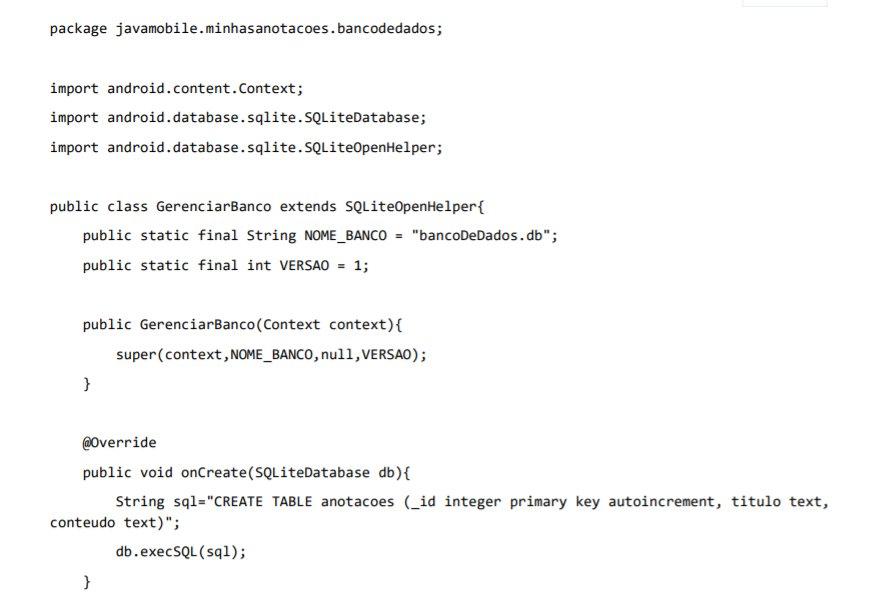 package javamobile.minhasanotacoes.bancodedados;
import android.content.Context;
import android.database.sqlite.SQLiteDatabase;
import android.database.sqlite.SQLiteOpenHelper;
public class GerenciarBanco extends SQLiteOpenHelper{
public static final String NOME_BANCO = "bancoDeDados.db";
public static final int VERSAO = 1;
public GerenciarBanco(Context context){
super(context,NOME_BANCO,null,VERSAO);
}
@Override
public void onCreate(SQLiteDatabase db){
String sql="CREATE TABLE anotacoes (_id integer primary key autoincrement, titulo text,
conteudo text)";
db.execSQL(sql);
}